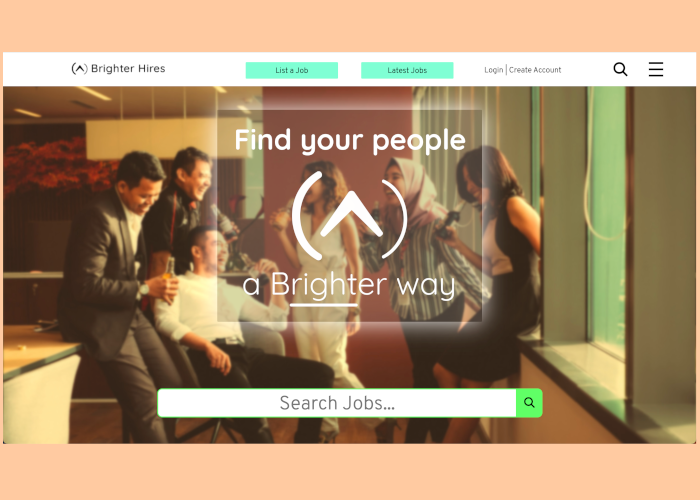 Brighter Hires
List a Job
Latest Jobs
Login | Create Account
Find your people
a Brighter way
Search Jobs...